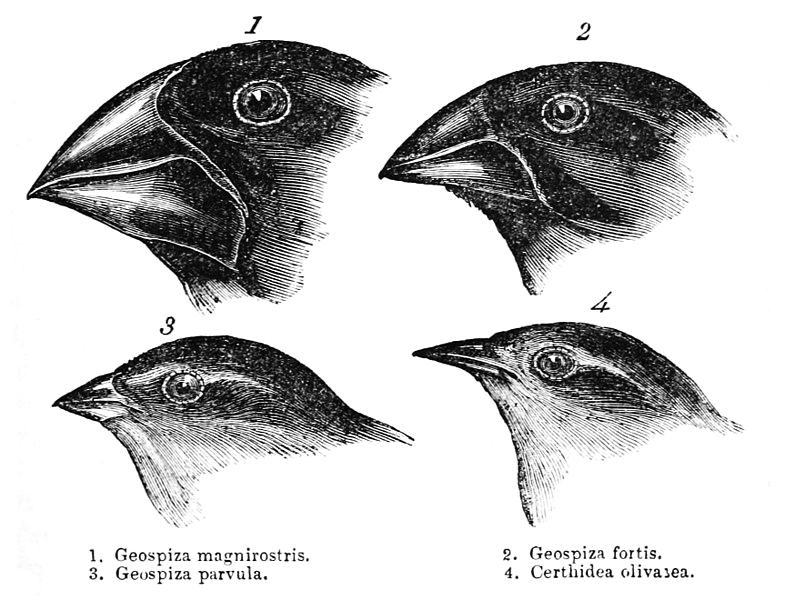 1
2
3
4
1. Geospiza magnirostris.
2. Geospiza fortis.
3. Geospiza parvula.
4. Certhidea olivasea.